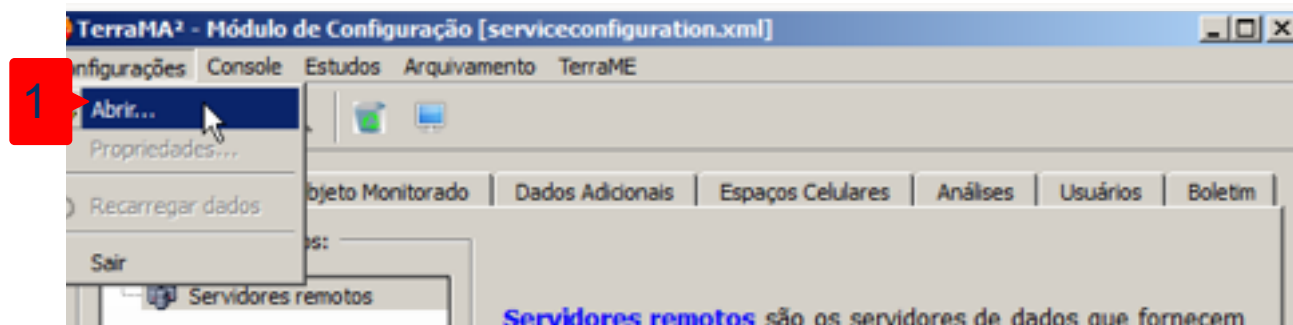 TerraMA² - Módulo de Configuração [serviceconfiguration.xml]
nfigurações Console Estudos Arquivamento TerraME
1 Abrir...
Propriedades...
bjeto Monitorado Dados Adicionais Espaços Celulares Análises Usuários Boletim
Recarregar dados
os:
Sair
Servidores remotos
Servidores remotos são os servidores de dados que fornecem